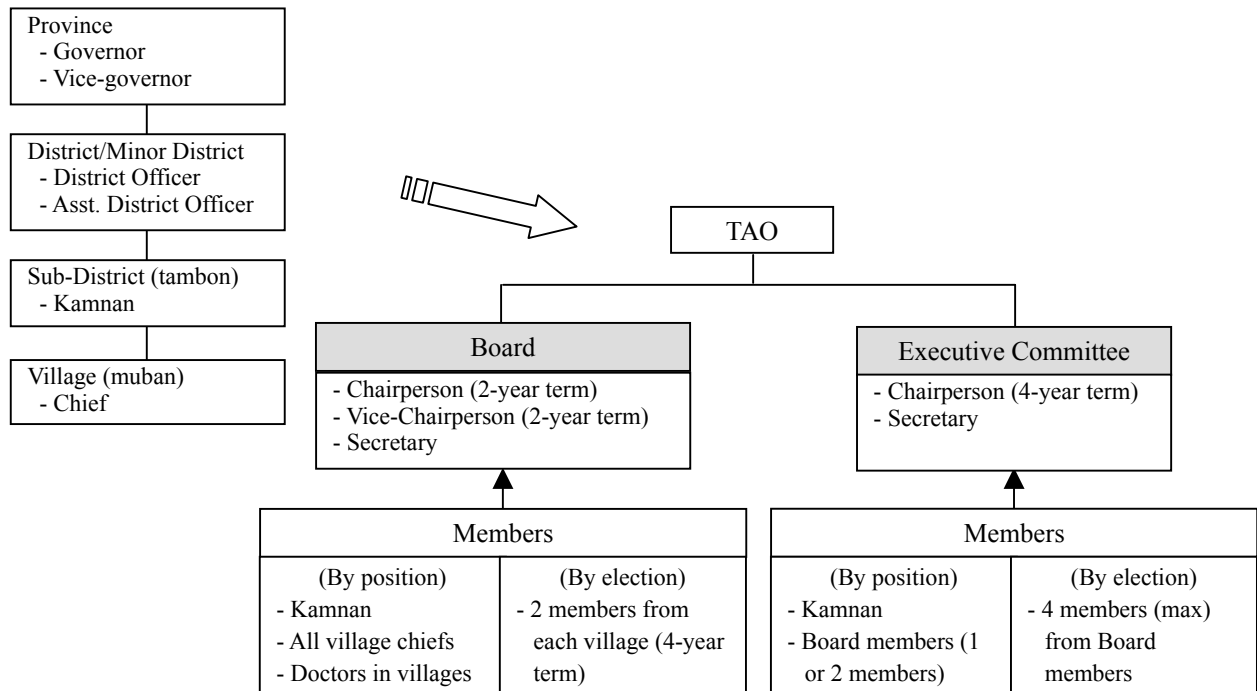 Province
- Governor
- Vice-governor
District/Minor District
- District Officer
- Asst. District Officer
Sub-District (tambon)
- Kamnan
Village (muban)
- Chief
TAO
Board
- Chairperson (2-year term)
- Vice-Chairperson (2-year term)
- Secretary
Executive Committee
- Chairperson (4-year term)
- Secretary
Members
(By position)
- Kamnan
- All village chiefs
- Doctors in villages
(By election)
- 2 members from
each village (4-year
term)
Members
(By position)
- Kamnan
- Board members (1
or 2 members)
(By election)
- 4 members (max)
from Board
members